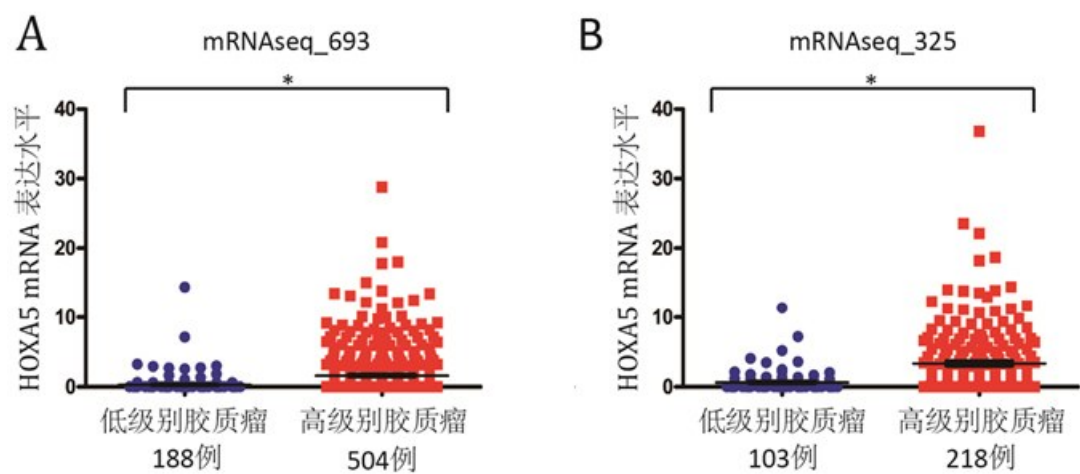 A
mRNAseq_693
*
HOXA5 mRNA 表达水平
40
30
20
10
0
低级别胶质瘤
188例
高级别胶质瘤
504例
B
mRNAseq_325
*
HOXA5 mRNA 表达水平
40
30
20
10
0
低级别胶质瘤
103例
高级别胶质瘤
218例